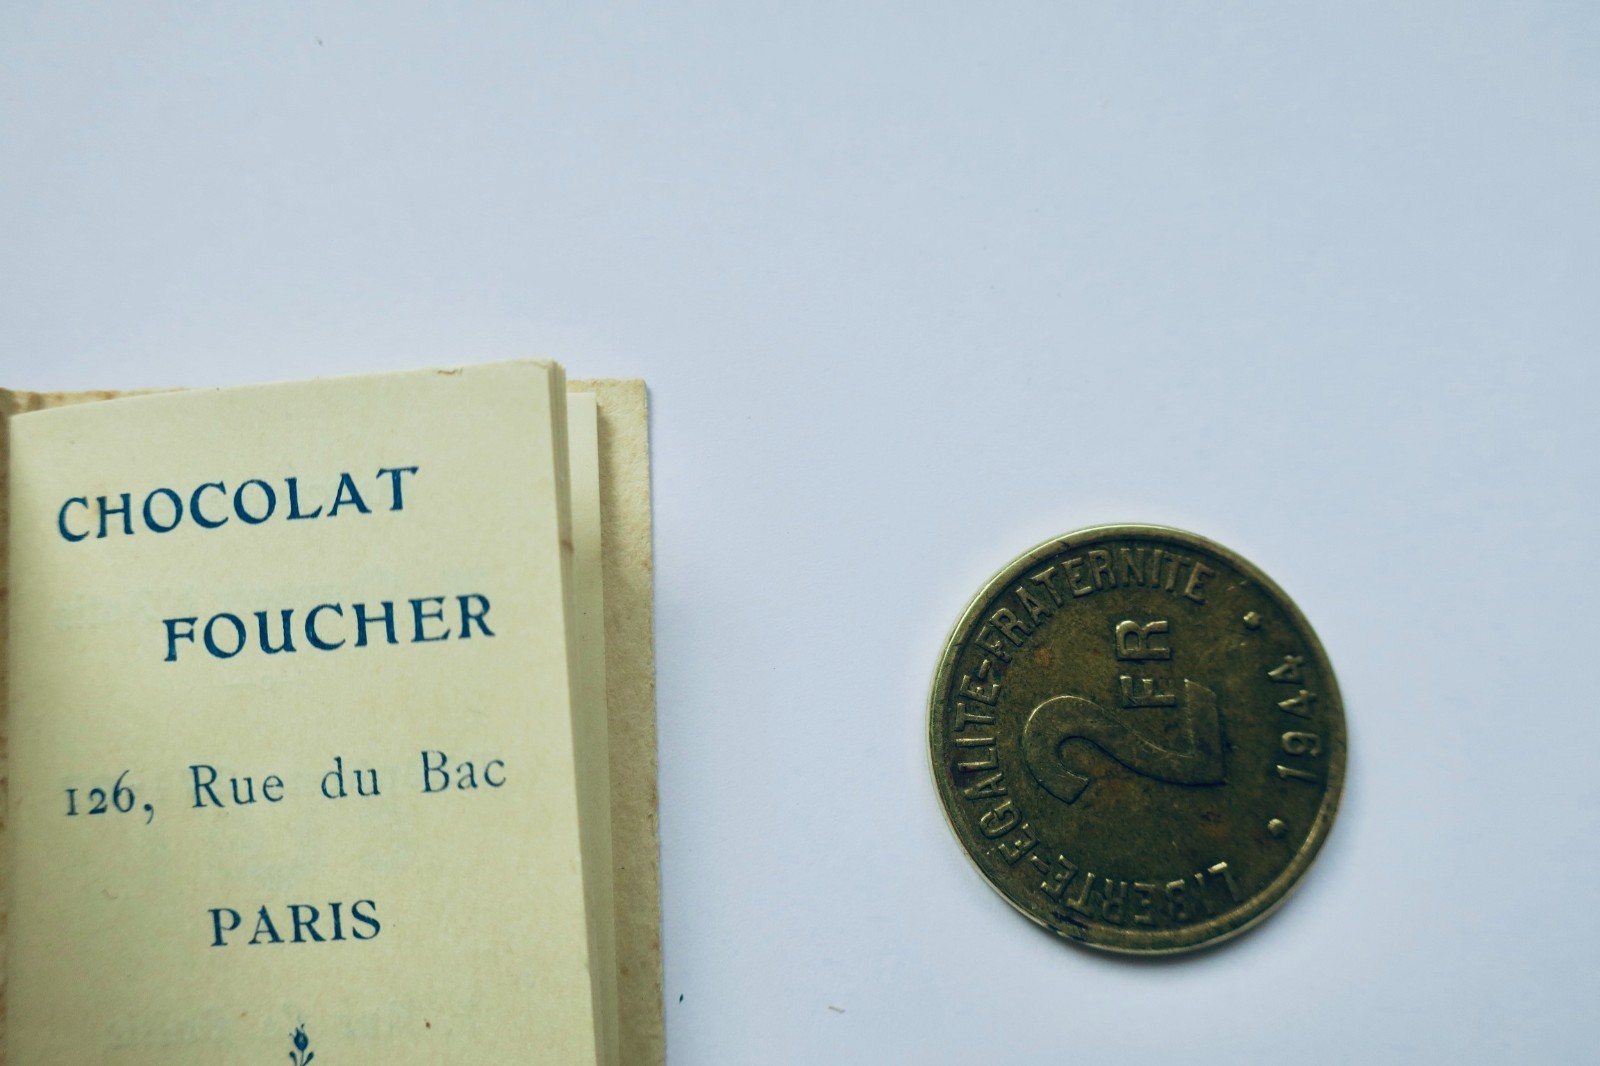 CHOCOLAT
FOUCHER
126, Rue du Bac
PARIS
LIBERTE-EGALITE-FRATERNITE
2
FR
1944